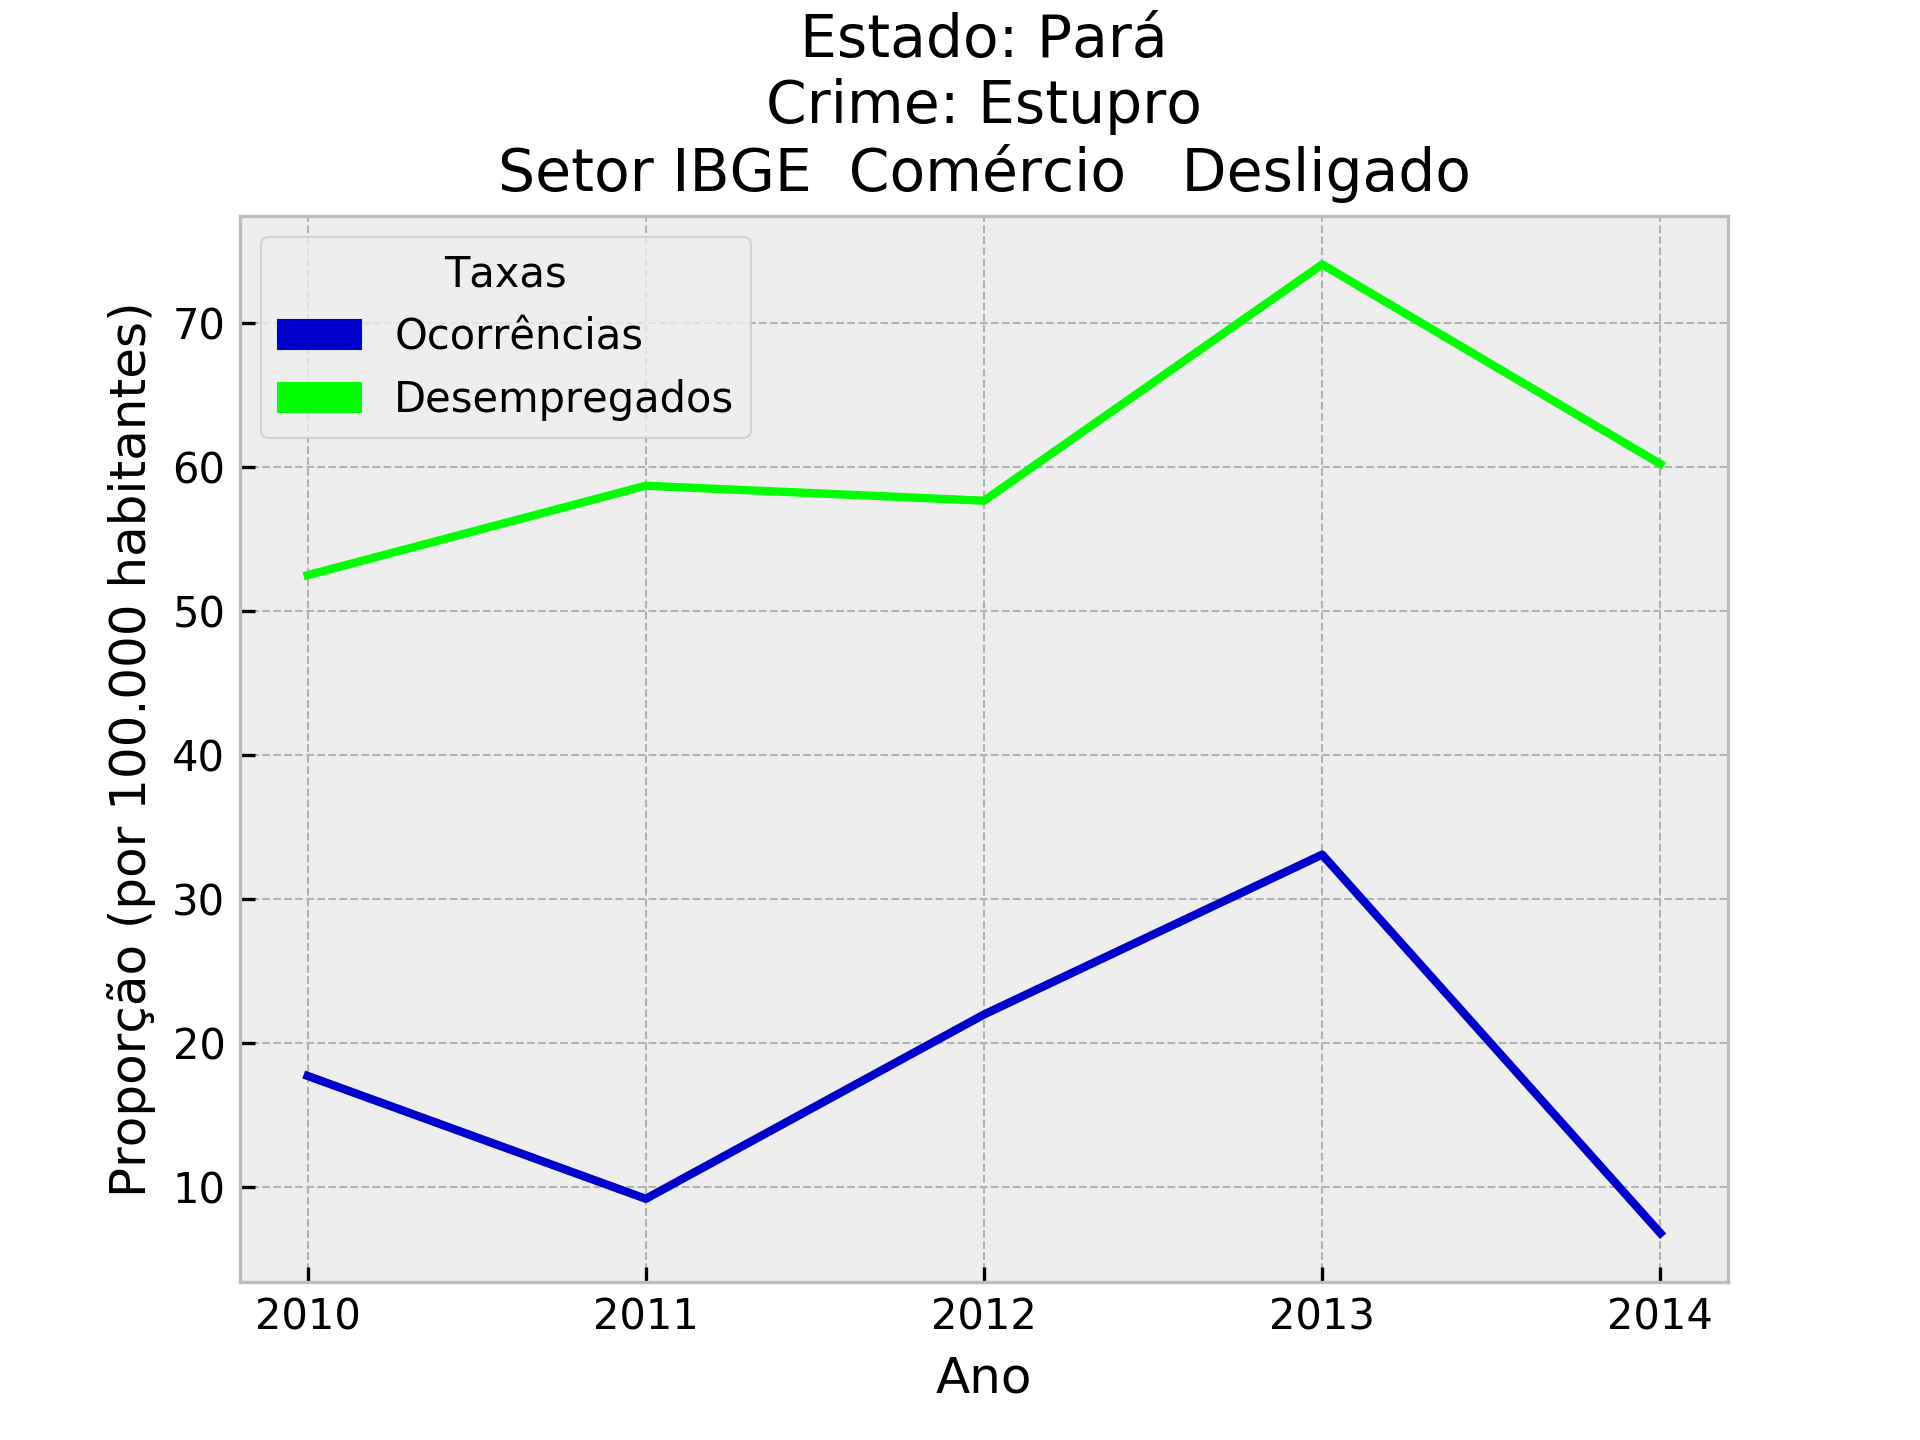 Estado: Pará
Crime: Estupro
Setor IBGE  Comércio   Desligado
Taxas
Ocorrências
Desempregados
Proporção (por 100.000 habitantes)
70
60
50
40
30
20
10
2010 2011 2012 2013 2014
Ano